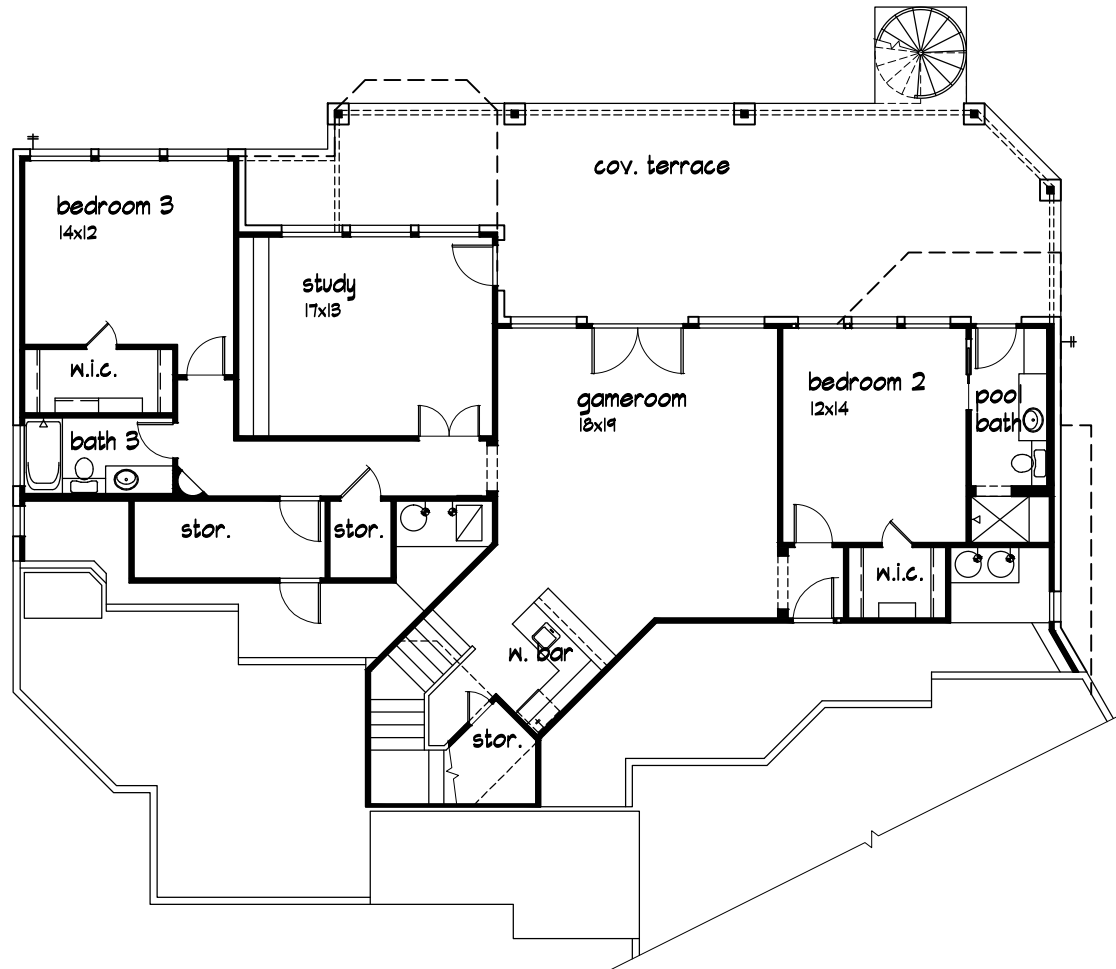 cov. terrace
bedroom 3
14x12
study
17x13
w.i.c.
gameroom
18x19
bedroom 2
12x14
pool
bath
bath 3
stor.
stor.
w.i.c.
w. bar
stor.